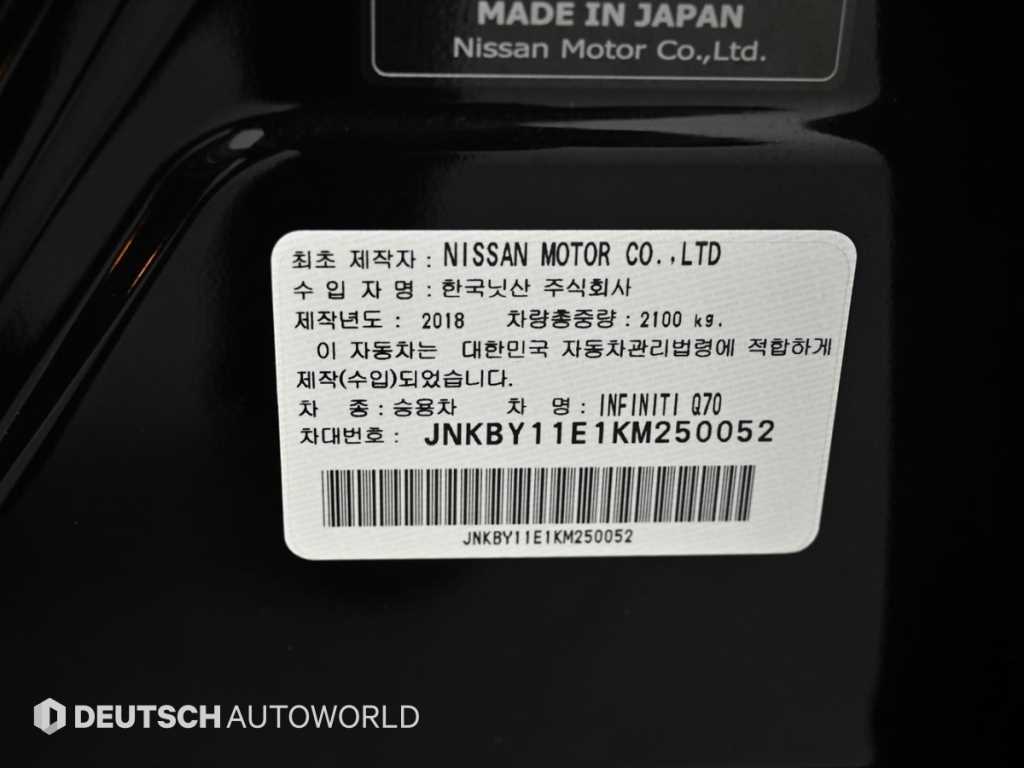 MADE IN JAPAN
Nissan Motor Co.,Ltd.
최초 제작자 : NISSAN MOTOR CO.,LTD
수 입 자 명 : 한국닛산 주식회사
제작년도 : 2018 차량총중량 : 2100 kg.
이 자동차는 대한민국 자동차관리법령에 적합하게
제작(수입)되었습니다.
차 종 : 승용차 차 명 : INFINITI Q70
차대번호 : JNKBY11E1KM250052
JNKBY11E1KM250052
DEUTSCH AUTOWORLD